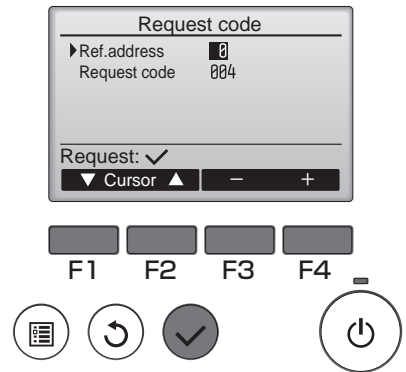 Request code
Ref.address 0
Request code 004
Request: ✓
▼ Cursor ▲ − +
F1 F2 F3 F4